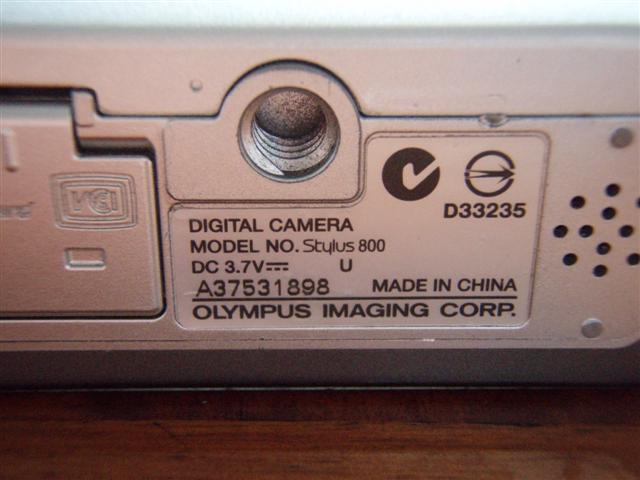 D33235
DIGITAL CAMERA
MODEL NO. Stylus 800
DC 3.7V⎓ U
A37531898 MADE IN CHINA
OLYMPUS IMAGING CORP.